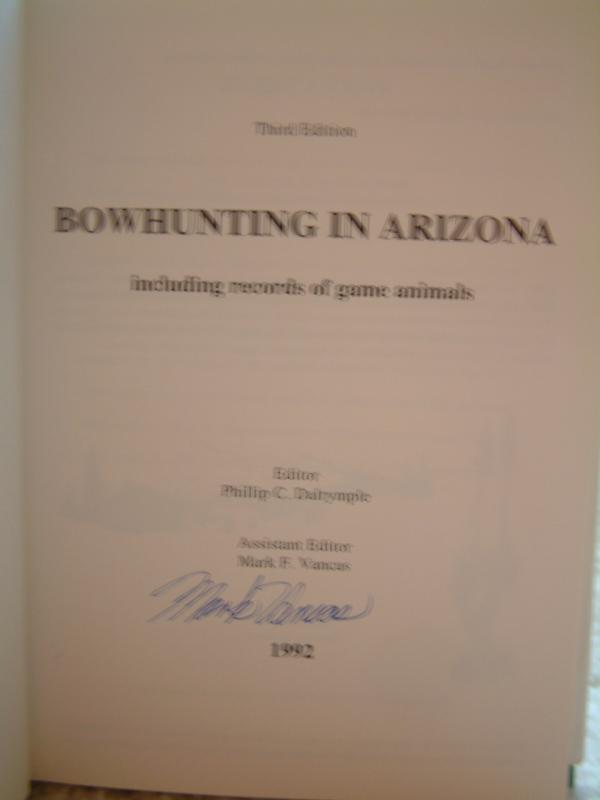 Third Edition
BOWHUNTING IN ARIZONA
including records of game animals
Editor
Phillip C. Dalrymple
Assistant Editor
Mark F. Vancas
Mark Vancas
1992